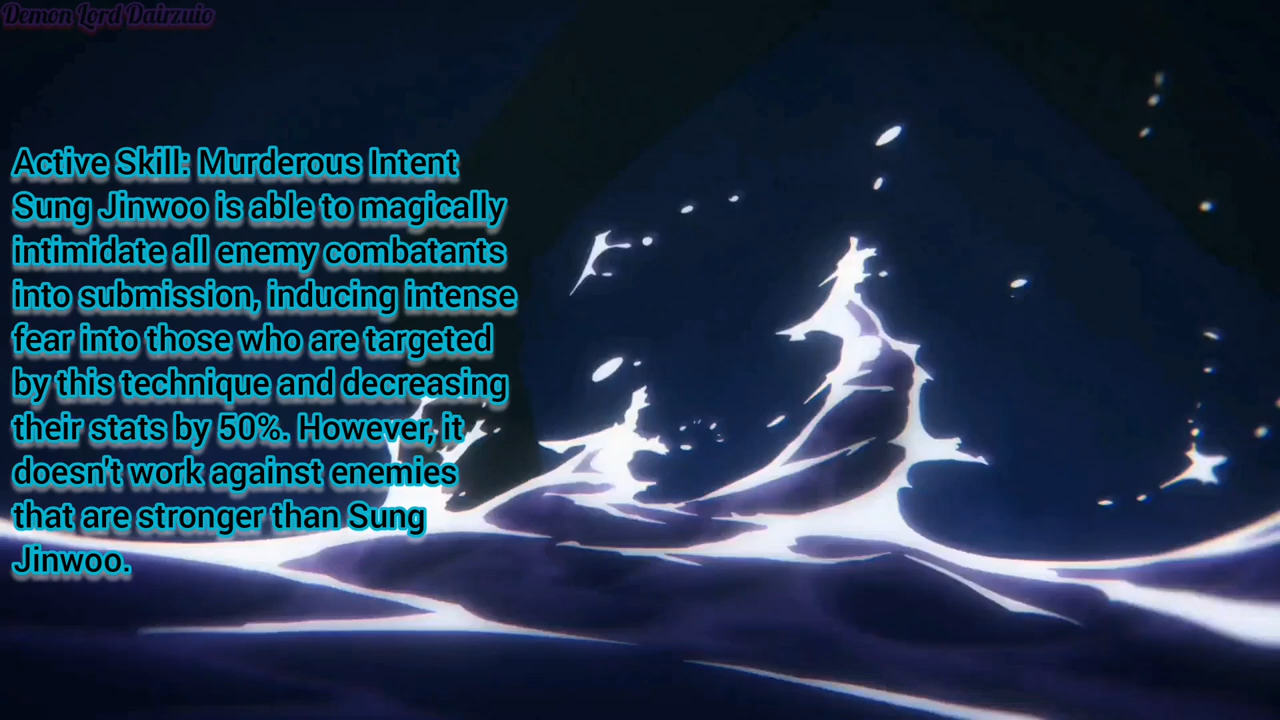 Demon Lord Dairzuio
Active Skill: Murderous Intent
Sung Jinwoo is able to magically
intimidate all enemy combatants
into submission, inducing intense
fear into those who are targeted
by this technique and decreasing
their stats by 50%. However, it
doesn't work against enemies
that are stronger than Sung
Jinwoo.